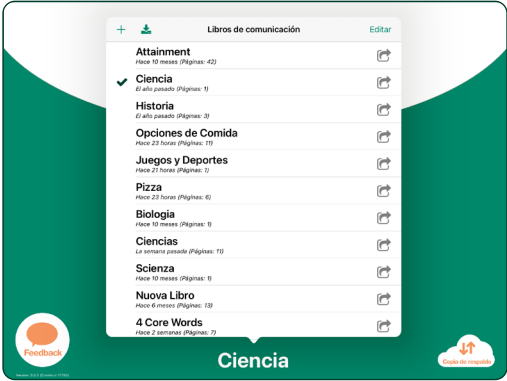 Libros de comunicación
Editar
Attainment
Hace 10 meses (Páginas: 42)
Ciencia
El año pasado (Páginas: 1)
Historia
El año pasado (Páginas: 3)
Opciones de Comida
Hace 23 horas (Páginas: 11)
Juegos y Deportes
Hace 21 horas (Páginas: 1)
Pizza
Hace 23 horas (Páginas: 6)
Biología
Hace 10 meses (Páginas: 1)
Ciencias
La semana pasada (Páginas: 11)
Scienza
Hace 10 meses (Páginas: 1)
Nuova Libro
Hace 6 meses (Páginas: 13)
4 Core Words
Hace 2 semanas (Páginas: 7)
Feedback
Ciencia
Copia de respaldo